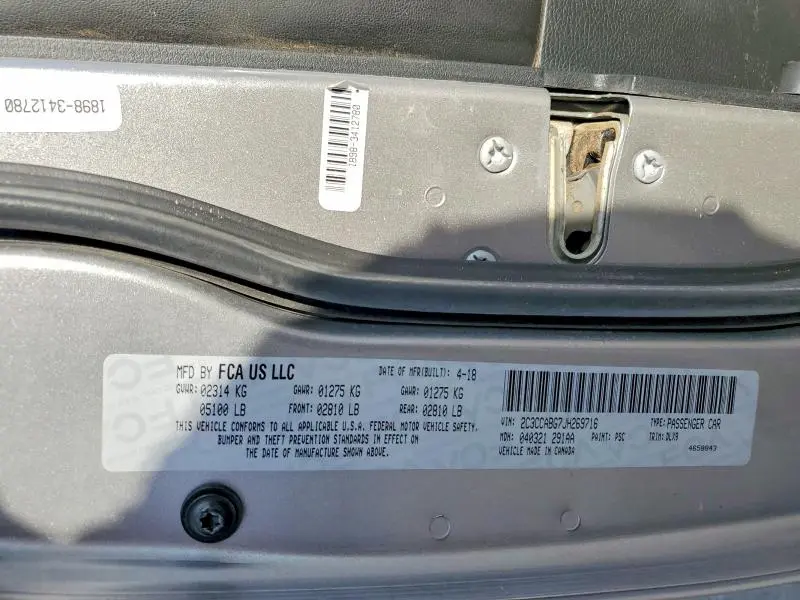 1898-3412780
1898-3412780
MFD BY FCA US LLC DATE OF MFR(BUILT): 4-18
GVWR: 02314 KG GAWR: 01275 KG GAWR: 01275 KG
05100 LB FRONT: 02810 LB REAR: 02810 LB
THIS VEHICLE CONFORMS TO ALL APPLICABLE U.S.A. FEDERAL MOTOR VEHICLE SAFETY,
BUMPER AND THEFT PREVENTION STANDARDS IN EFFECT ON
THE DATE OF MANUFACTURE SHOWN ABOVE.
VIN: 2C3CCABG7JH269716 TYPE: PASSENGER CAR
MDH: 040321 291AA PAINT: PSC TRIM: DLX9
VEHICLE MADE IN CANADA 4658843